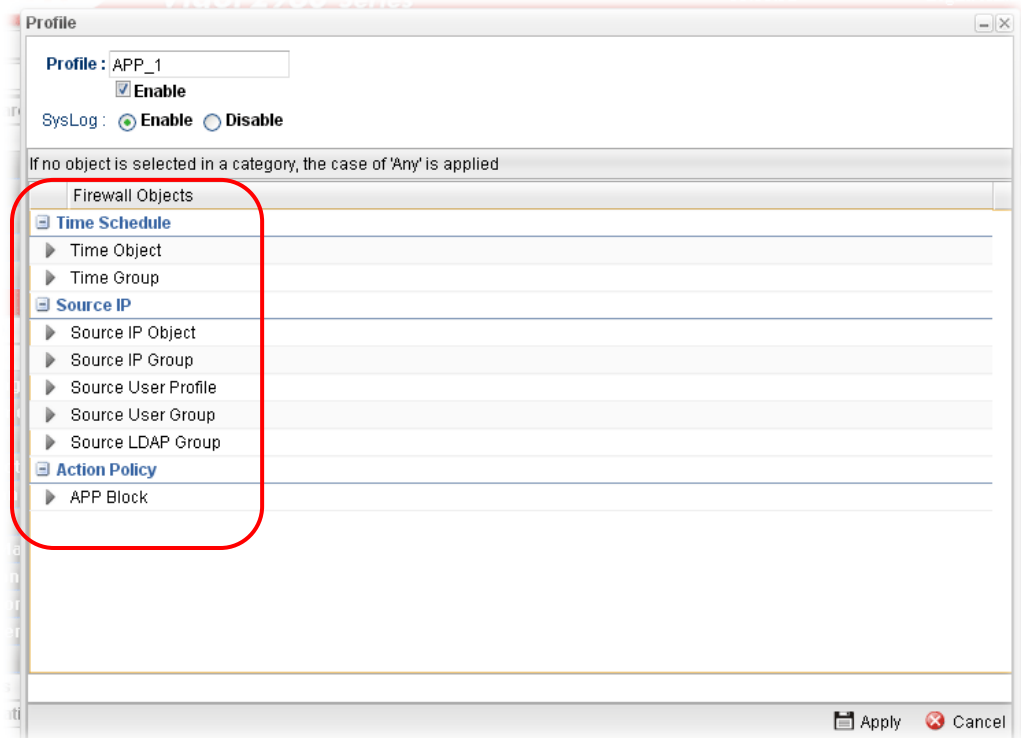 Profile
Profile : APP_1
Enable
SysLog : Enable Disable
If no object is selected in a category, the case of 'Any' is applied
Firewall Objects
Time Schedule
Time Object
Time Group
Source IP
Source IP Object
Source IP Group
Source User Profile
Source User Group
Source LDAP Group
Action Policy
APP Block
Apply Cancel